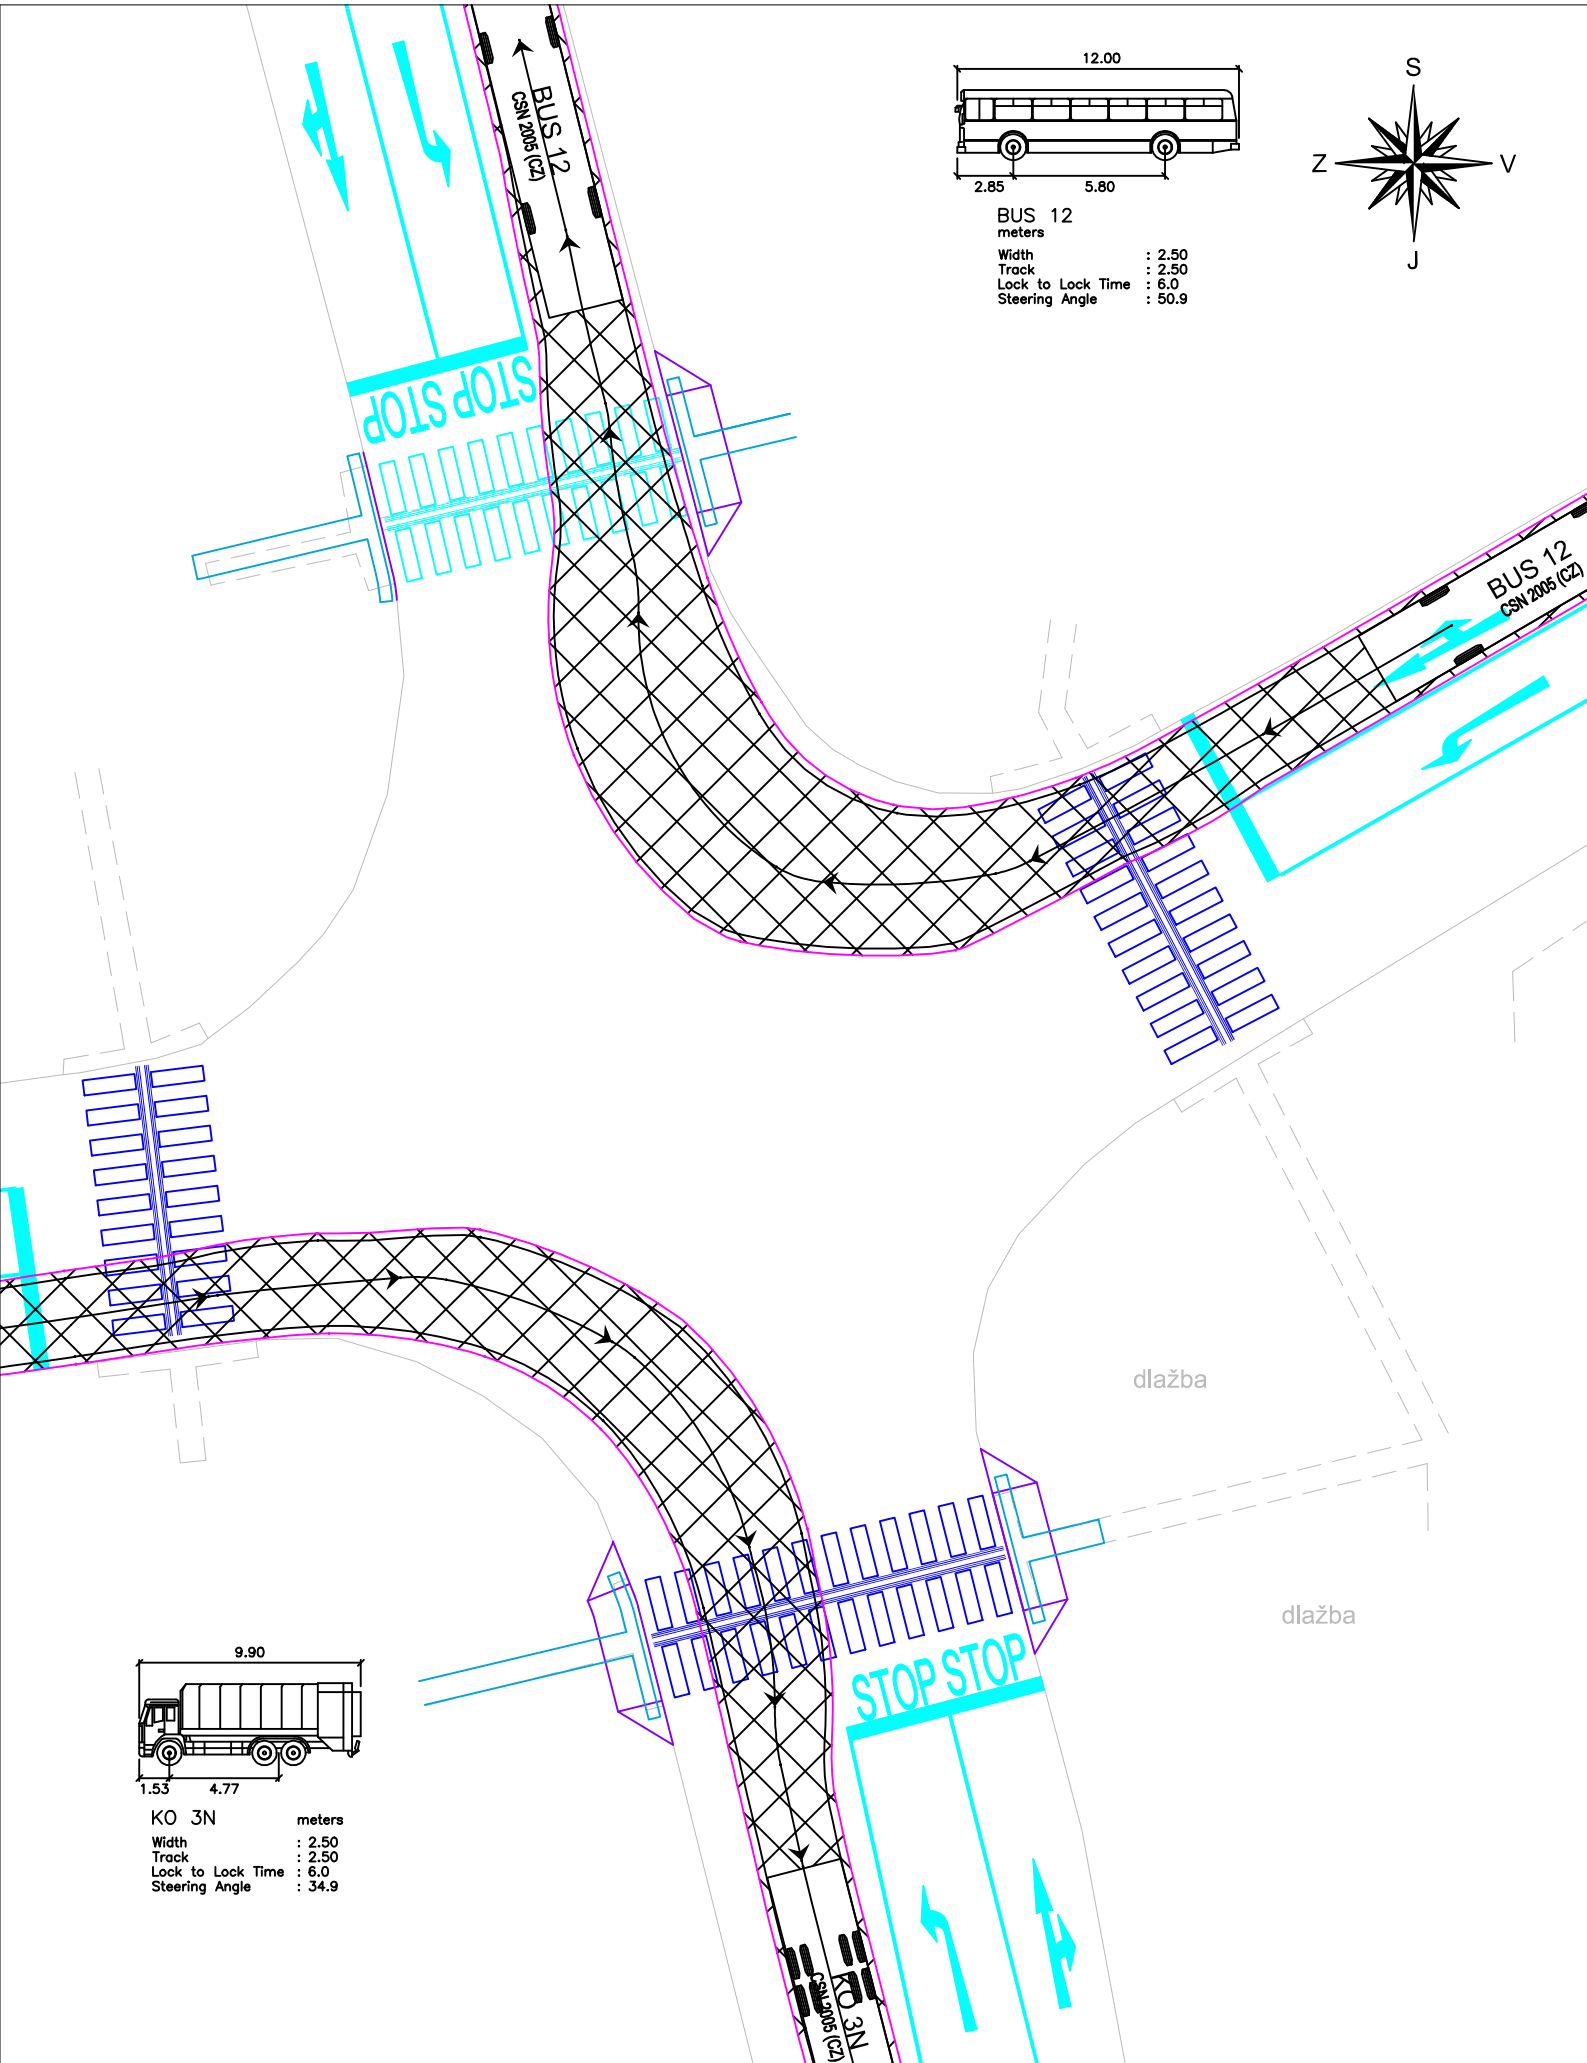 12.00
S
Z
V
J
2.85
5.80
BUS 12
meters
Width : 2.50
Track : 2.50
Lock to Lock Time : 6.0
Steering Angle : 50.9
BUS 12
CSN 2005 (CZ)
STOP STOP
BUS 12
CSN 2005 (CZ)
dlažba
dlažba
STOP STOP
9.90
1.53
4.77
KO 3N
meters
Width : 2.50
Track : 2.50
Lock to Lock Time : 6.0
Steering Angle : 34.9
KO 3N
CSN 2005 (CZ)